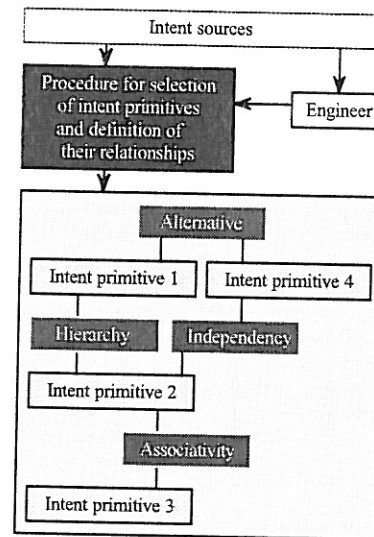 Intent sources
Procedure for selection
of intent primitives
and definition of
their relationships
Engineer
Alternative
Intent primitive 1
Intent primitive 4
Hierarchy
Independency
Intent primitive 2
Associativity
Intent primitive 3